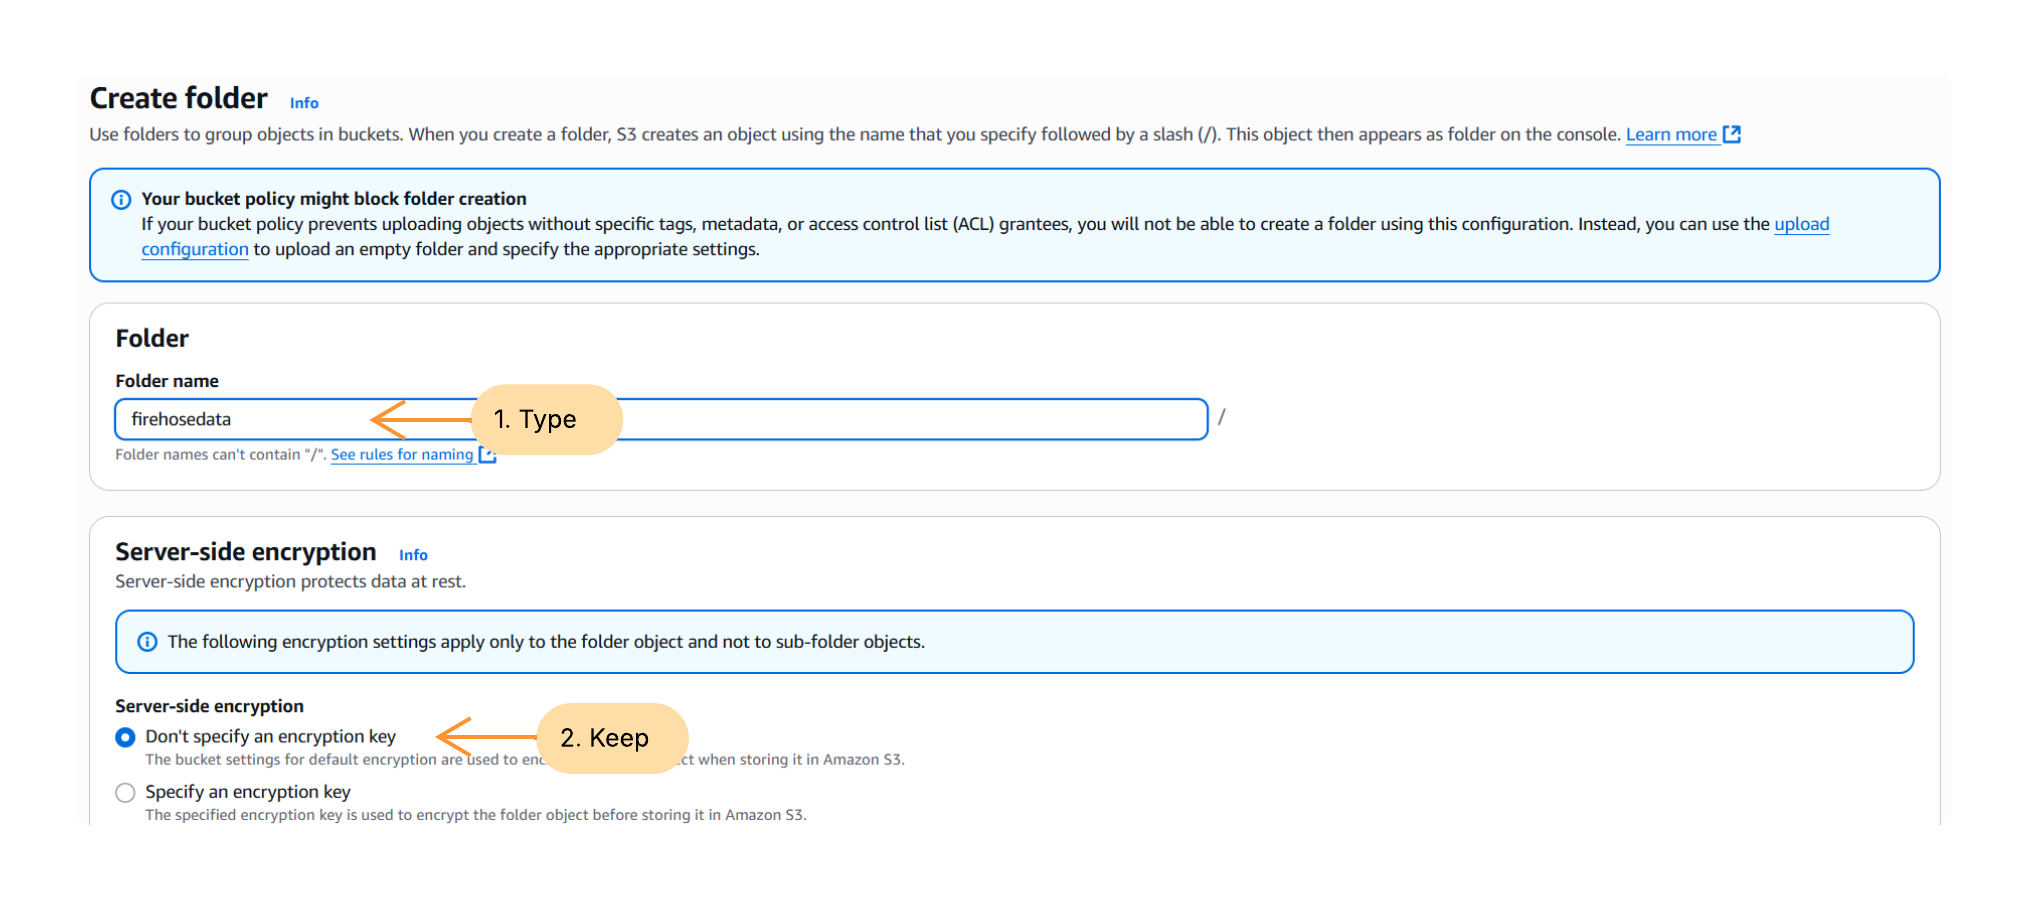 Create folder Info
Use folders to group objects in buckets. When you create a folder, S3 creates an object using the name that you specify followed by a slash (/). This object then appears as folder on the console. Learn more
Your bucket policy might block folder creation
If your bucket policy prevents uploading objects without specific tags, metadata, or access control list (ACL) grantees, you will not be able to create a folder using this configuration. Instead, you can use the upload
configuration to upload an empty folder and specify the appropriate settings.
Folder
Folder name
firehosedata 1. Type /
Folder names can't contain "/". See rules for naming
Server-side encryption Info
Server-side encryption protects data at rest.
The following encryption settings apply only to the folder object and not to sub-folder objects.
Server-side encryption
Don't specify an encryption key 2. Keep
The bucket settings for default encryption are used to when storing it in Amazon S3.
Specify an encryption key
The specified encryption key is used to encrypt the folder object before storing it in Amazon S3.